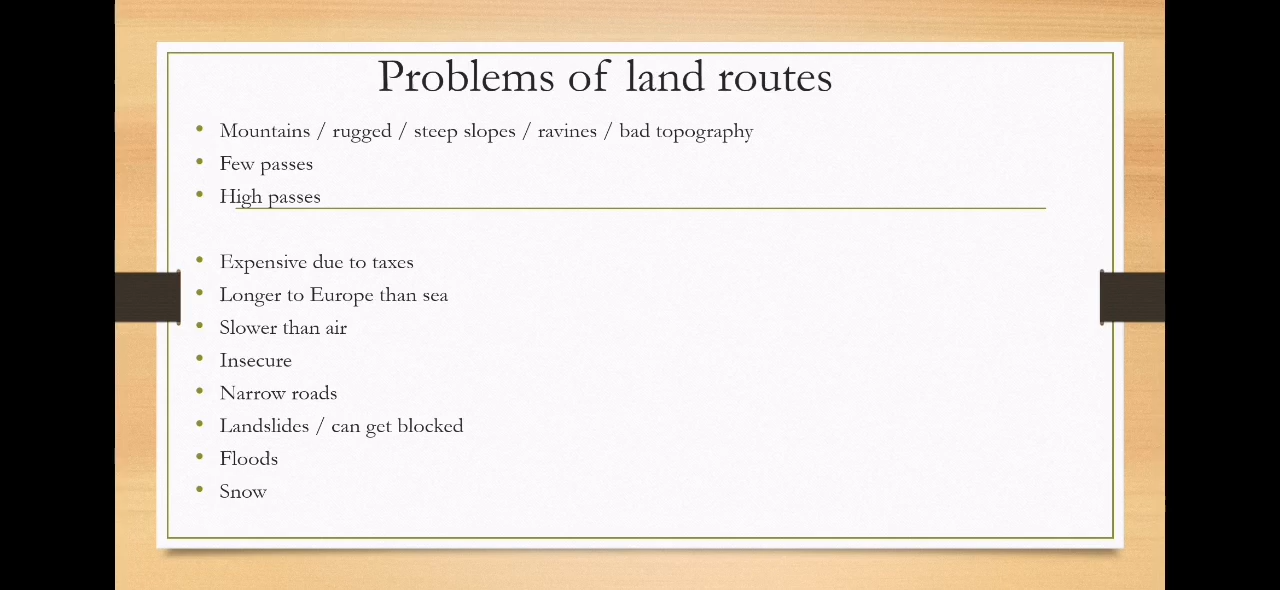 Problems of land routes
• Mountains / rugged / steep slopes / ravines / bad topography
• Few passes
• High passes
• Expensive due to taxes
• Longer to Europe than sea
• Slower than air
• Insecure
• Narrow roads
• Landslides / can get blocked
• Floods
• Snow